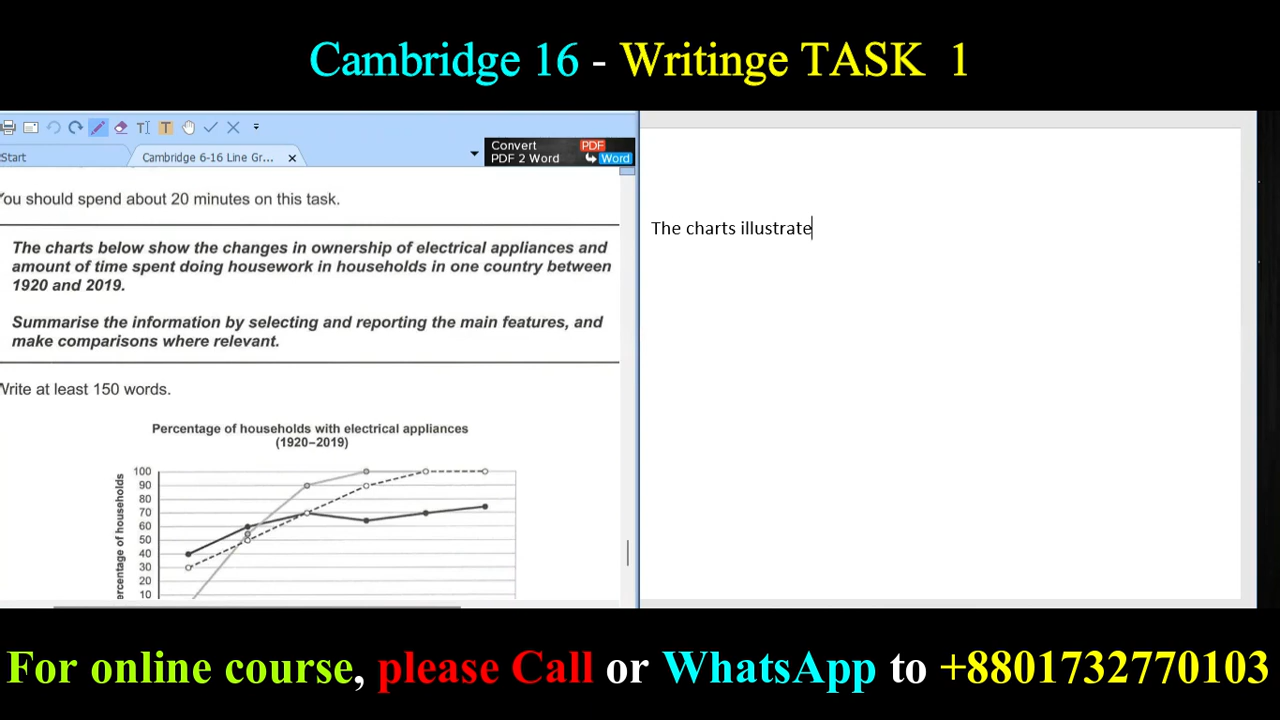 Cambridge 16 - Writinge TASK 1
Convert PDF
PDF 2 Word Word
Start
Cambridge 6-16 Line Gr...
You should spend about 20 minutes on this task.
The charts below show the changes in ownership of electrical appliances and
amount of time spent doing housework in households in one country between
1920 and 2019.
Summarise the information by selecting and reporting the main features, and
make comparisons where relevant.
Write at least 150 words.
Percentage of households with electrical appliances
(1920–2019)
ercentage of households
100
90
80
70
60
50
40
30
20
10
The charts illustrate
For online course, please Call or WhatsApp to +8801732770103